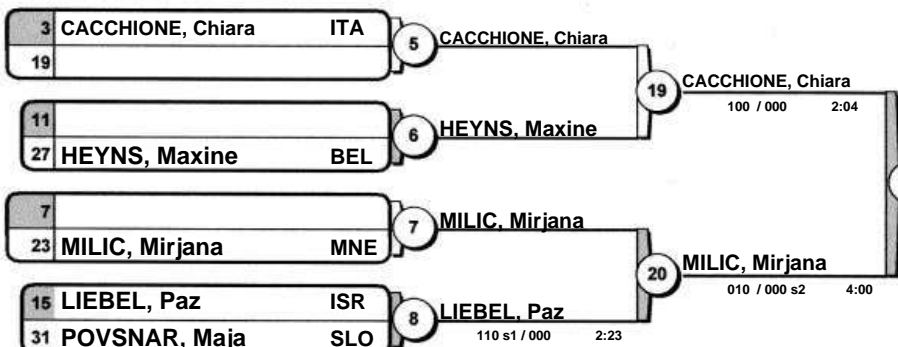 3 CACCHIONE, Chiara ITA
19
5
CACCHIONE, Chiara
11
27 HEYNS, Maxine BEL
6
HEYNS, Maxine
19
CACCHIONE, Chiara
100 / 000 2:04
7
23 MILIC, Mirjana MNE
7
MILIC, Mirjana
15 LIEBEL, Paz ISR
31 POVSNAR, Maja SLO
8
LIEBEL, Paz
110 s1 / 000 2:23
20
MILIC, Mirjana
010 / 000 s2 4:00